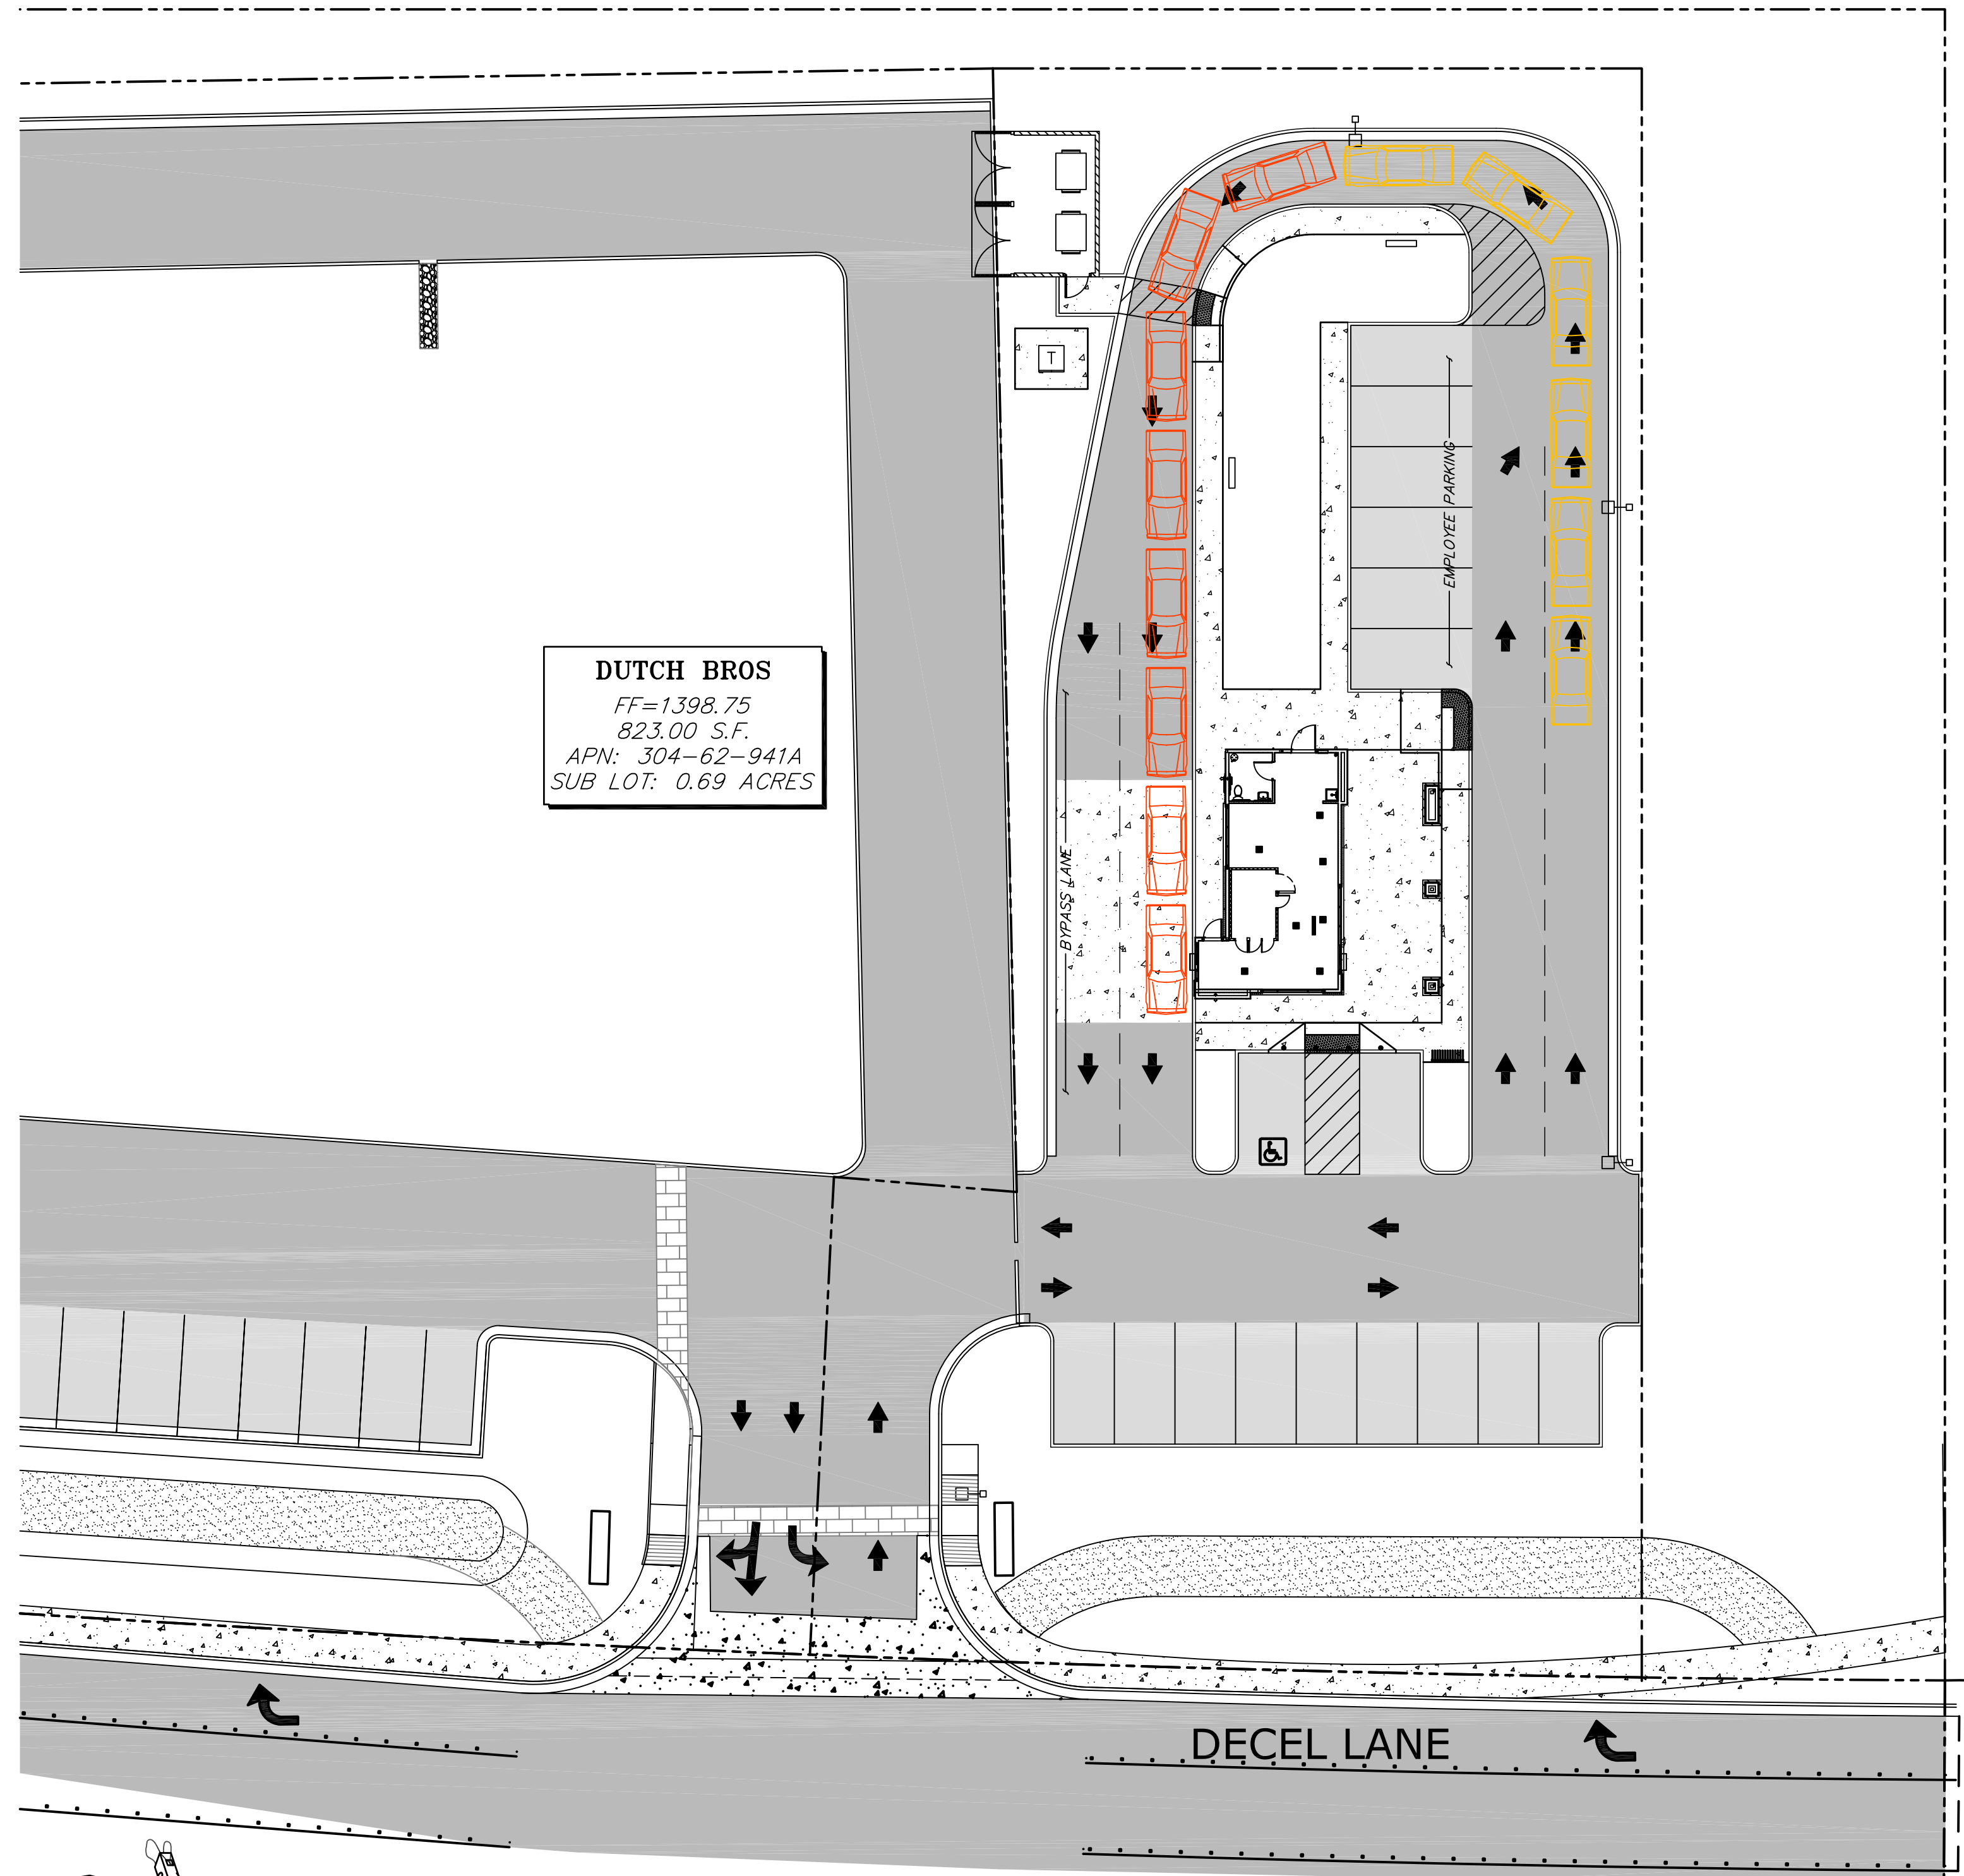 T
EMPLOYEE PARKING
DUTCH BROS
FF=1398.75
823.00 S.F.
APN: 304-62-941A
SUB LOT: 0.69 ACRES
BYPASS LANE
DECEL LANE